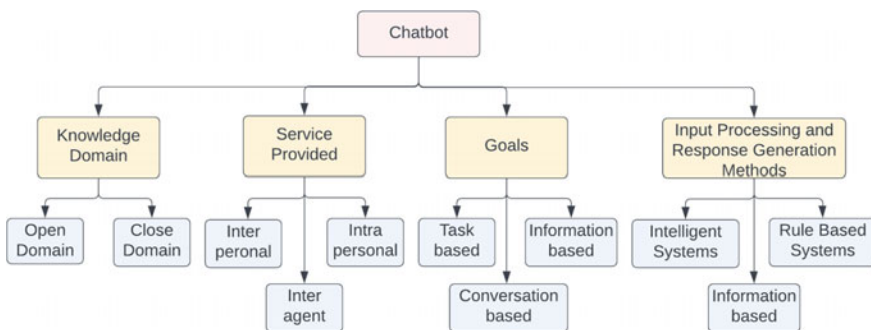 Chatbot
Knowledge
Domain
Service
Provided
Goals
Input Processing and
Response Generation
Methods
Open
Domain
Close
Domain
Inter
peronal
Intra
personal
Task
based
Information
based
Intelligent
Systems
Rule Based
Systems
Inter
agent
Conversation
based
Information
based